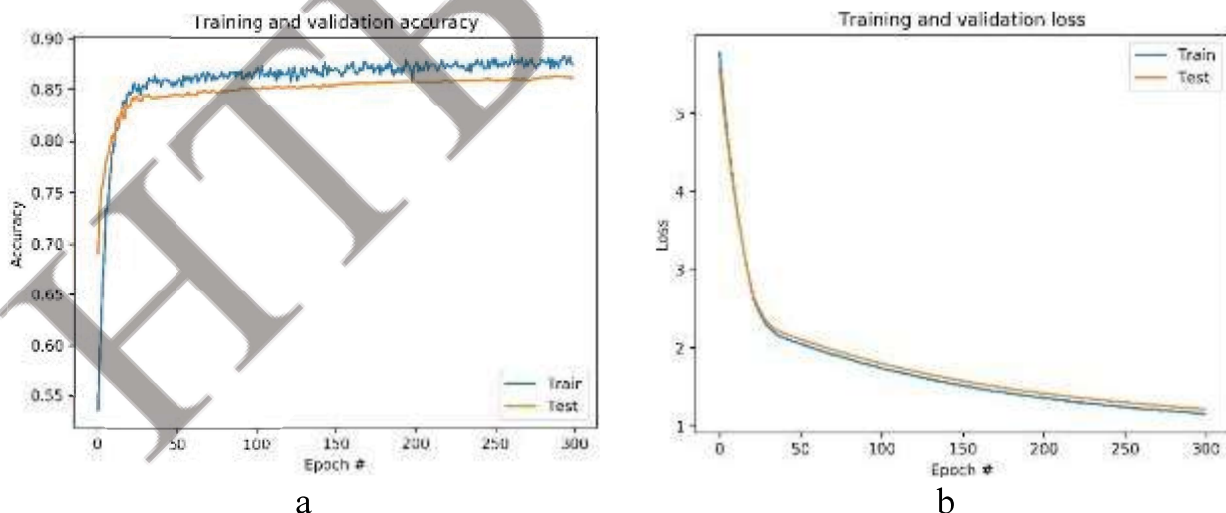 Training and validation accuracy
0.90
0.85
0.80
0.75
0.70
0.65
0.60
0.55
Accuracy
0 50 100 150 200 250 300
Epoch #
Train
Test
a
Training and validation loss
5
4
3
2
1
Loss
0 50 100 150 200 250 300
Epoch #
Train
Test
b